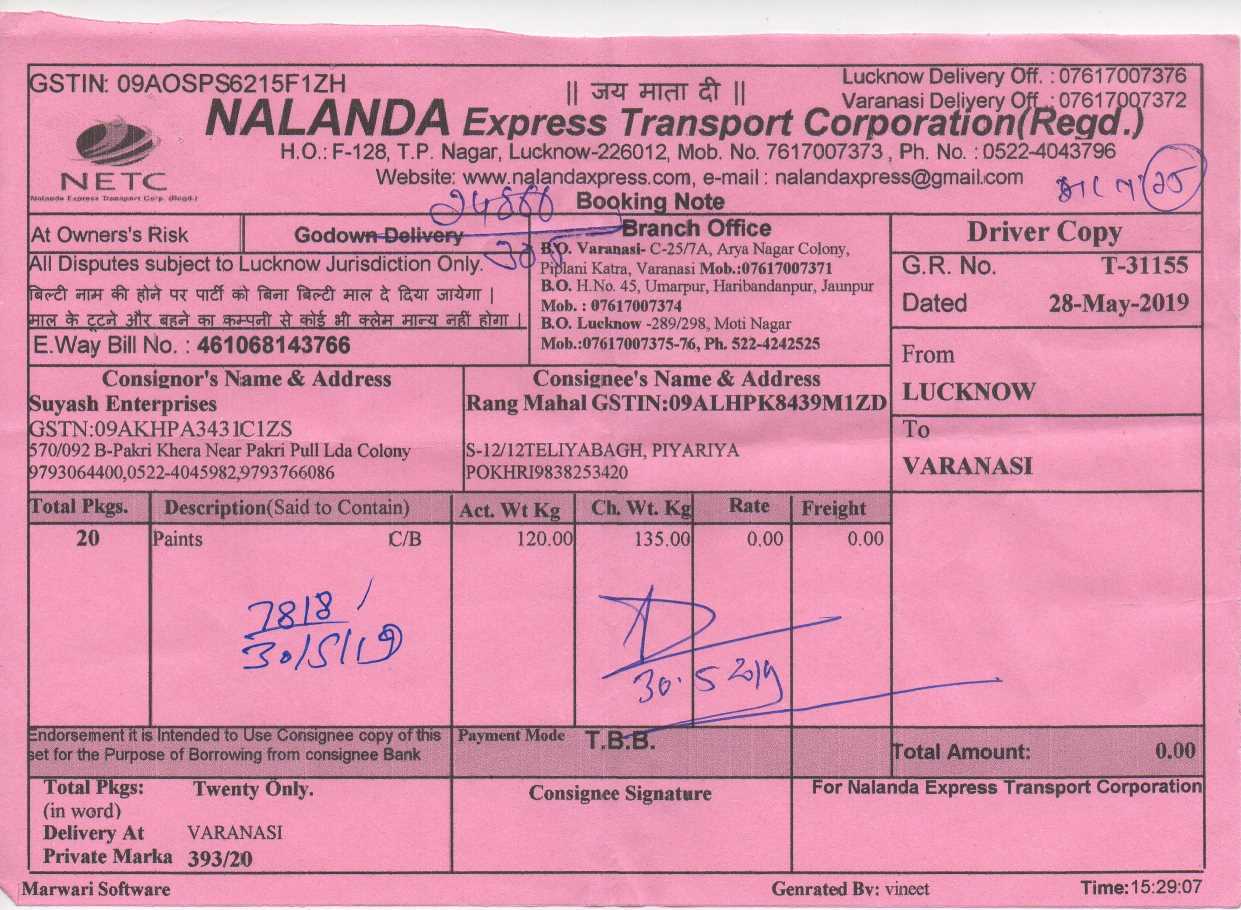 GSTIN: 09AOSPS6215F1ZH
|| जय माता दी ||
Lucknow Delivery Off. : 07617007376
Varanasi Delivery Off. : 07617007372
NALANDA Express Transport Corporation(Regd.)
H.O.: F-128, T.P. Nagar, Lucknow-226012, Mob. No. 7617007373 , Ph. No. : 0522-4043796
Website: www.nalandaxpress.com, e-mail : nalandaxpress@gmail.com
NETC
Nalanda Express Transport Corp. (Regd.)
Booking Note
At Owners's Risk
Godown Delivery
Branch Office
Driver Copy
B.O. Varanasi- C-25/7A, Arya Nagar Colony,
Piplani Katra, Varanasi Mob.:07617007371
B.O. H.No. 45, Umarpur, Haribandanpur, Jaunpur
Mob. : 07617007374
B.O. Lucknow -289/298, Moti Nagar
Mob.:07617007375-76, Ph. 522-4242525
All Disputes subject to Lucknow Jurisdiction Only.
बिल्टी नाम की होने पर पार्टी को बिना बिल्टी माल दे दिया जायेगा |
माल के टूटने और बहने का कम्पनी से कोई भी क्लेम मान्य नहीं होगा |
E.Way Bill No. : 461068143766
G.R. No. T-31155
Dated 28-May-2019
From
LUCKNOW
To
VARANASI
Consignor's Name & Address
Suyash Enterprises
GSTN:09AKHPA3431C1ZS
570/092 B-Pakri Khera Near Pakri Pull Lda Colony
9793064400,0522-4045982,9793766086
Consignee's Name & Address
Rang Mahal GSTIN:09ALHPK8439M1ZD
S-12/12TELIYABAGH, PIYARIYA
POKHRI9838253420
Total Pkgs. Description(Said to Contain) Act. Wt Kg Ch. Wt. Kg Rate Freight
20 Paints C/B 120.00 135.00 0.00 0.00
7818
30/5/19
30.5 2019
Endorsement it is Intended to Use Consignee copy of this
set for the Purpose of Borrowing from consignee Bank
Payment Mode T.B.B.
Total Amount: 0.00
Total Pkgs: Twenty Only.
(in word)
Delivery At VARANASI
Private Marka 393/20
Consignee Signature
For Nalanda Express Transport Corporation
Marwari Software
Genrated By: vineet
Time:15:29:07